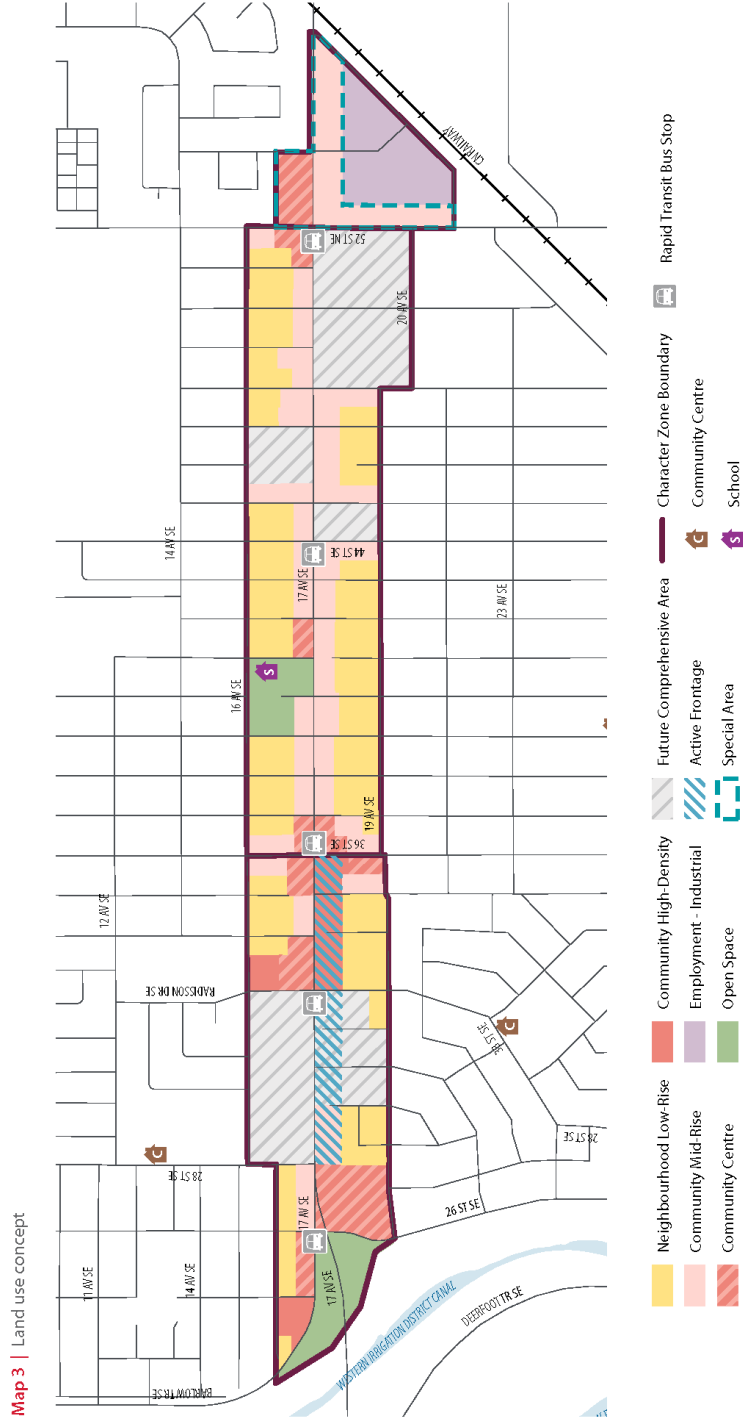 Map 3 | Land use concept
BARLOW TR SE
11 AV SE
14 AV SE
28 ST SE
12 AV SE
RADISSON DR SE
14 AV SE
16 AV SE
17 AV SE
17 AV SE
17 AV SE
36 ST SE
44 ST SE
52 ST NE
19 AV SE
20 AV SE
23 AV SE
26 ST SE
28 ST SE
WESTERN IRRIGATION DISTRICT CANAL
DEERFOOT TR SE
CN RAILWAY
C
C
S
Neighbourhood Low-Rise
Community Mid-Rise
Community Centre
Community High-Density
Employment - Industrial
Open Space
Future Comprehensive Area
Active Frontage
Special Area
Character Zone Boundary
C Community Centre
S School
Rapid Transit Bus Stop